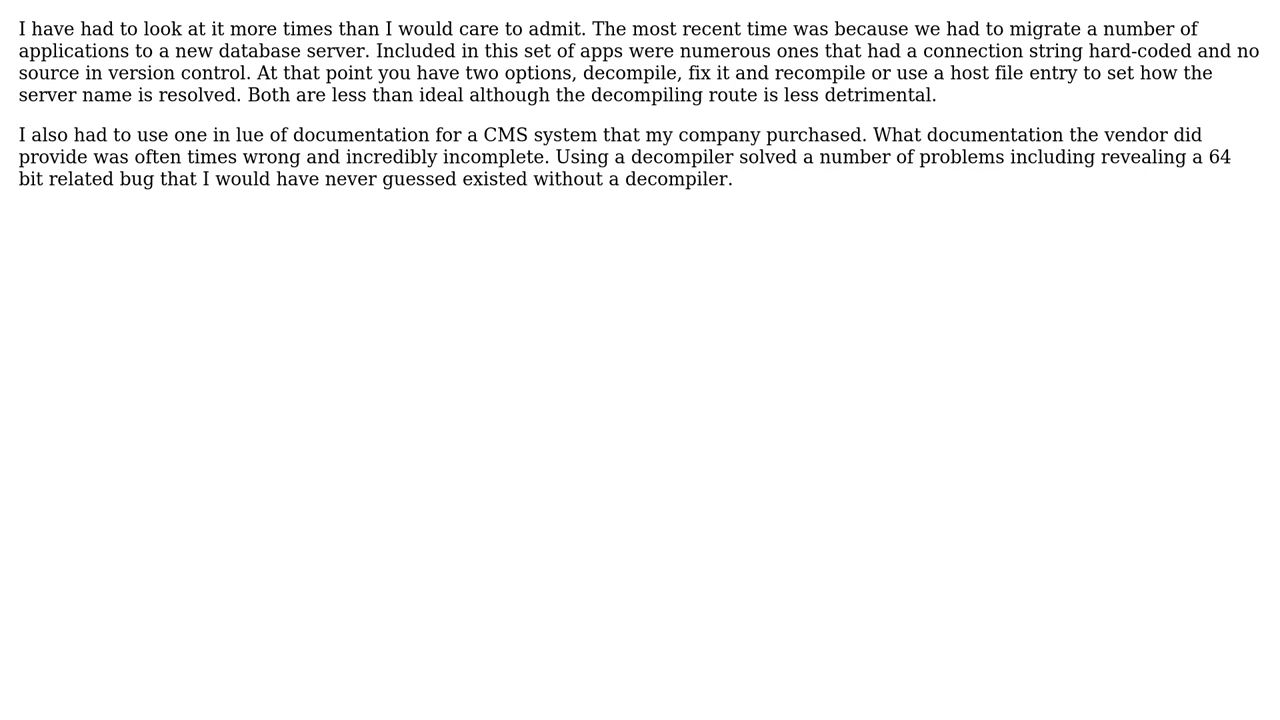 I have had to look at it more times than I would care to admit. The most recent time was because we had to migrate a number of
applications to a new database server. Included in this set of apps were numerous ones that had a connection string hard-coded and no
source in version control. At that point you have two options, decompile, fix it and recompile or use a host file entry to set how the
server name is resolved. Both are less than ideal although the decompiling route is less detrimental.
I also had to use one in lue of documentation for a CMS system that my company purchased. What documentation the vendor did
provide was often times wrong and incredibly incomplete. Using a decompiler solved a number of problems including revealing a 64
bit related bug that I would have never guessed existed without a decompiler.